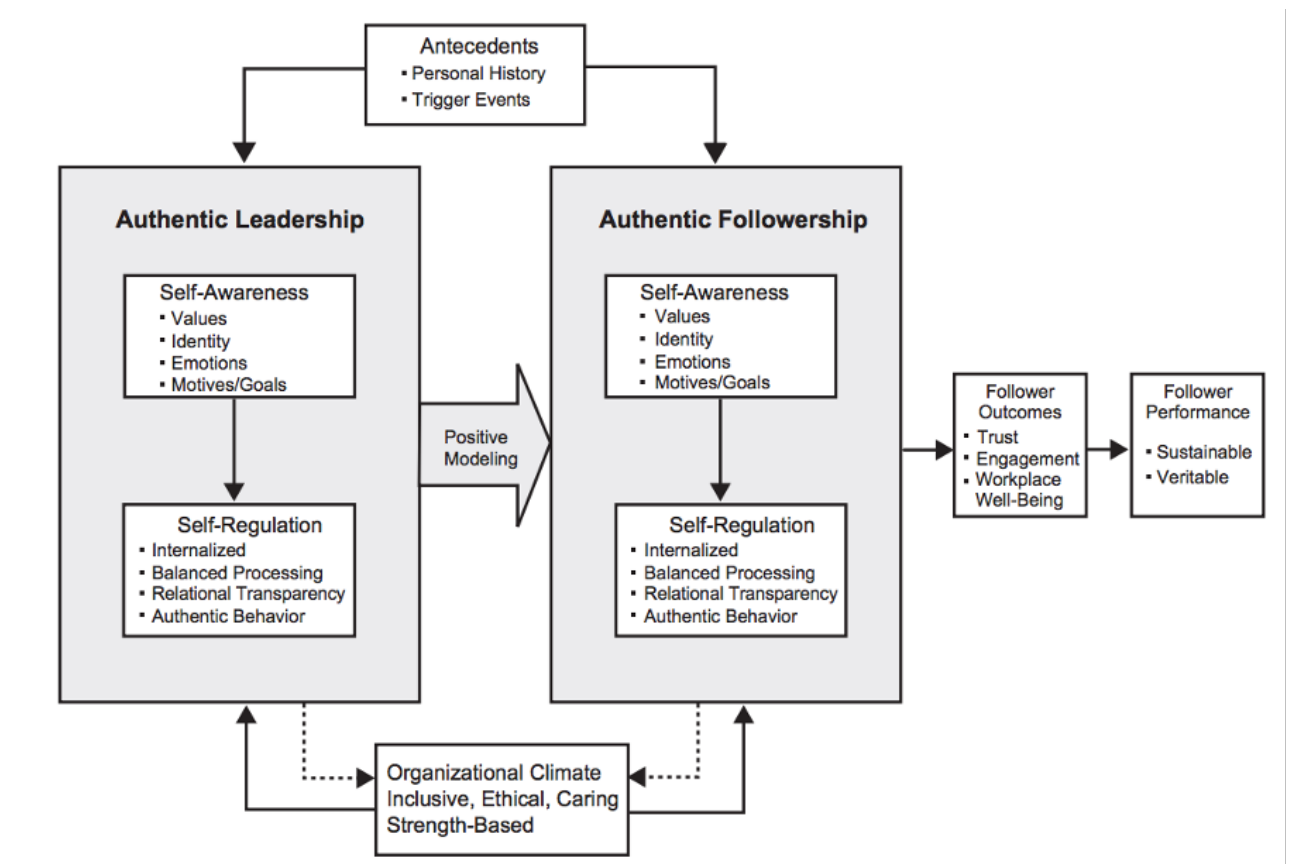 Antecedents
▪ Personal History
▪ Trigger Events
Authentic Leadership
Self-Awareness
▪ Values
▪ Identity
▪ Emotions
▪ Motives/Goals
Self-Regulation
▪ Internalized
▪ Balanced Processing
▪ Relational Transparency
▪ Authentic Behavior
Positive
Modeling
Authentic Followership
Self-Awareness
▪ Values
▪ Identity
▪ Emotions
▪ Motives/Goals
Self-Regulation
▪ Internalized
▪ Balanced Processing
▪ Relational Transparency
▪ Authentic Behavior
Follower
Outcomes
▪ Trust
▪ Engagement
▪ Workplace
Well-Being
Follower
Performance
▪ Sustainable
▪ Veritable
Organizational Climate
Inclusive, Ethical, Caring
Strength-Based